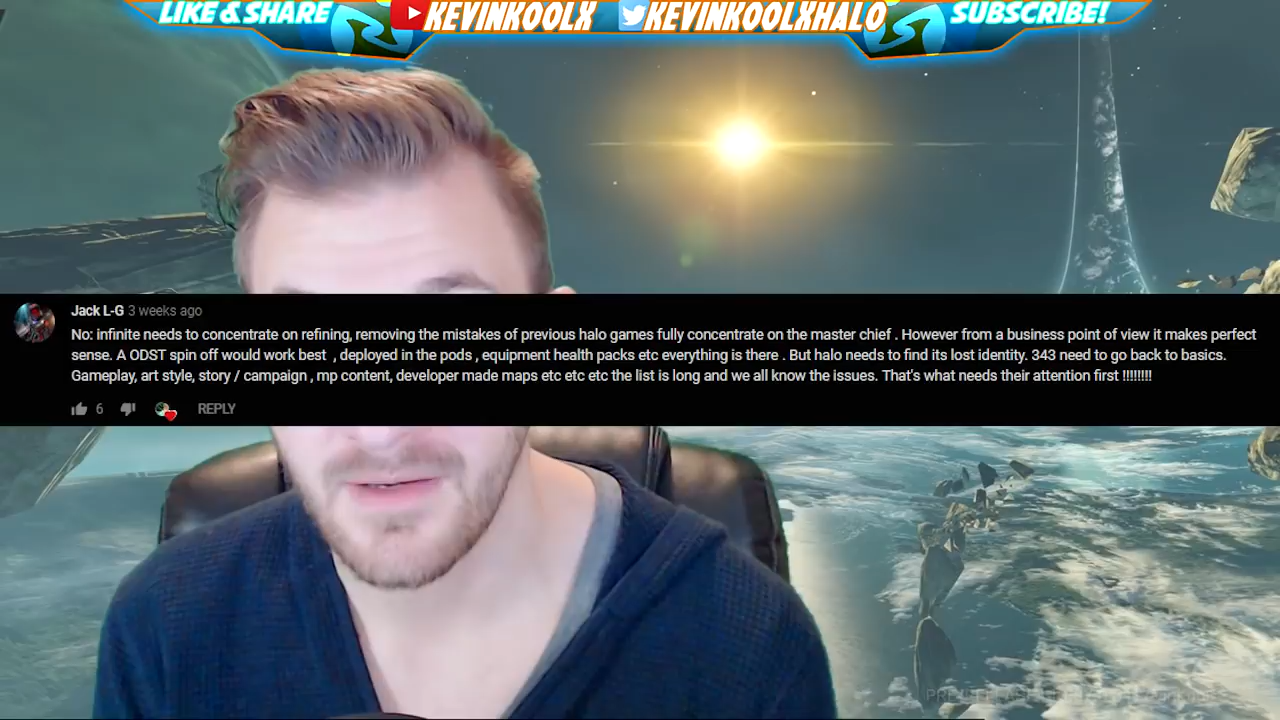 LIKE & SHARE KEVINKOOLX KEVINKOOLXHALO SUBSCRIBE!
Jack L-G 3 weeks ago
No: infinite needs to concentrate on refining, removing the mistakes of previous halo games fully concentrate on the master chief . However from a business point of view it makes perfect
sense. A ODST spin off would work best , deployed in the pods , equipment health packs etc everything is there . But halo needs to find its lost identity. 343 need to go back to basics.
Gameplay, art style, story / campaign , mp content, developer made maps etc etc etc the list is long and we all know the issues. That's what needs their attention first !!!!!!!!
6 REPLY